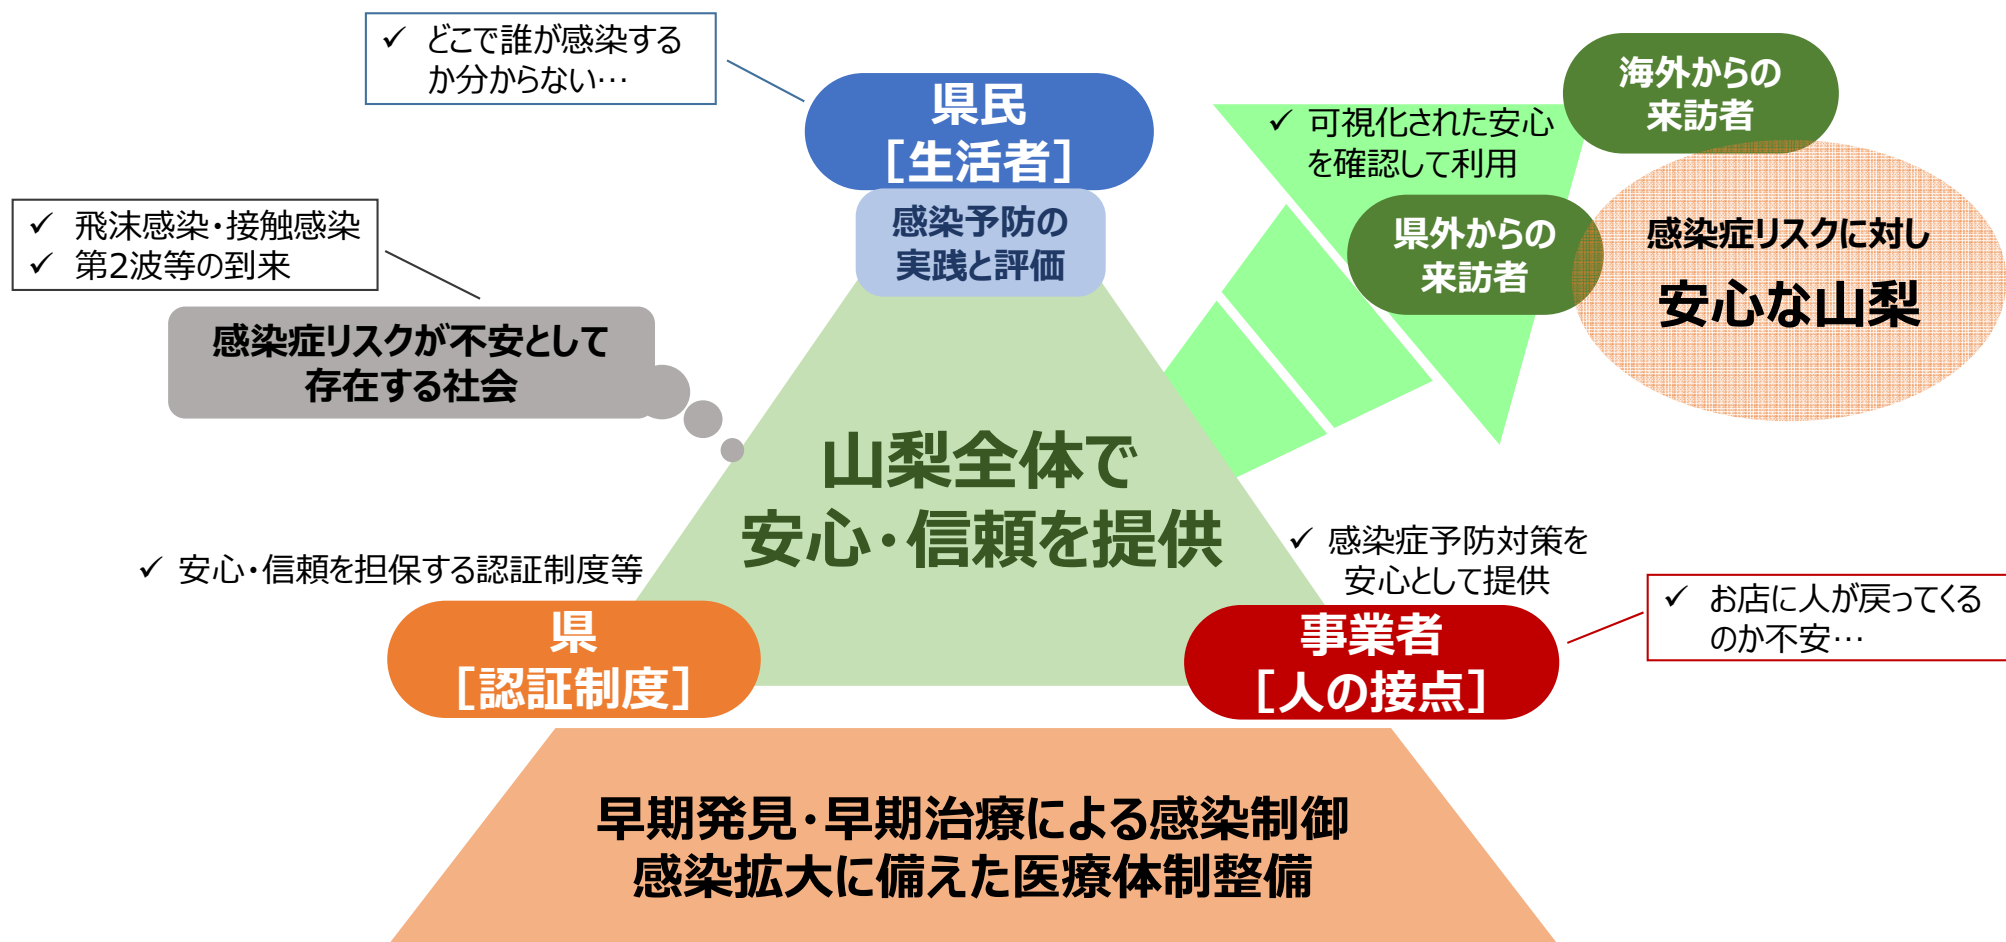 ✓ どこで誰が感染する
か分からない…
県民
[生活者]
感染予防の
実践と評価
✓ 飛沫感染・接触感染
✓ 第2波等の到来
感染症リスクが不安として
存在する社会
✓ 可視化された安心
を確認して利用
海外からの
来訪者
県外からの
来訪者
感染症リスクに対し
安心な山梨
山梨全体で
安心・信頼を提供
✓ 安心・信頼を担保する認証制度等
県
[認証制度]
✓ 感染症予防対策を
安心として提供
事業者
[人の接点]
✓ お店に人が戻ってくる
のか不安…
早期発見・早期治療による感染制御
感染拡大に備えた医療体制整備